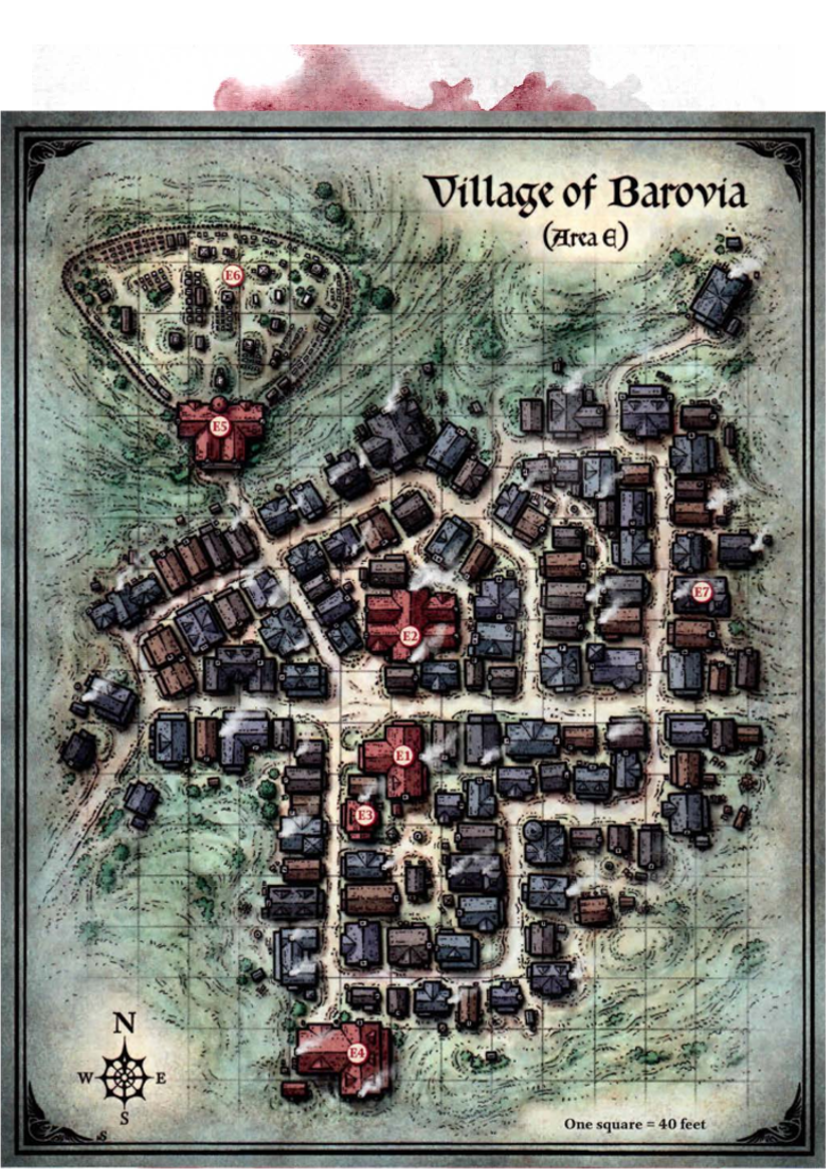 Village of Barovia
(Area E)
E6
E5
E7
E2
E1
E3
E4
N
W E
S
One square = 40 feet